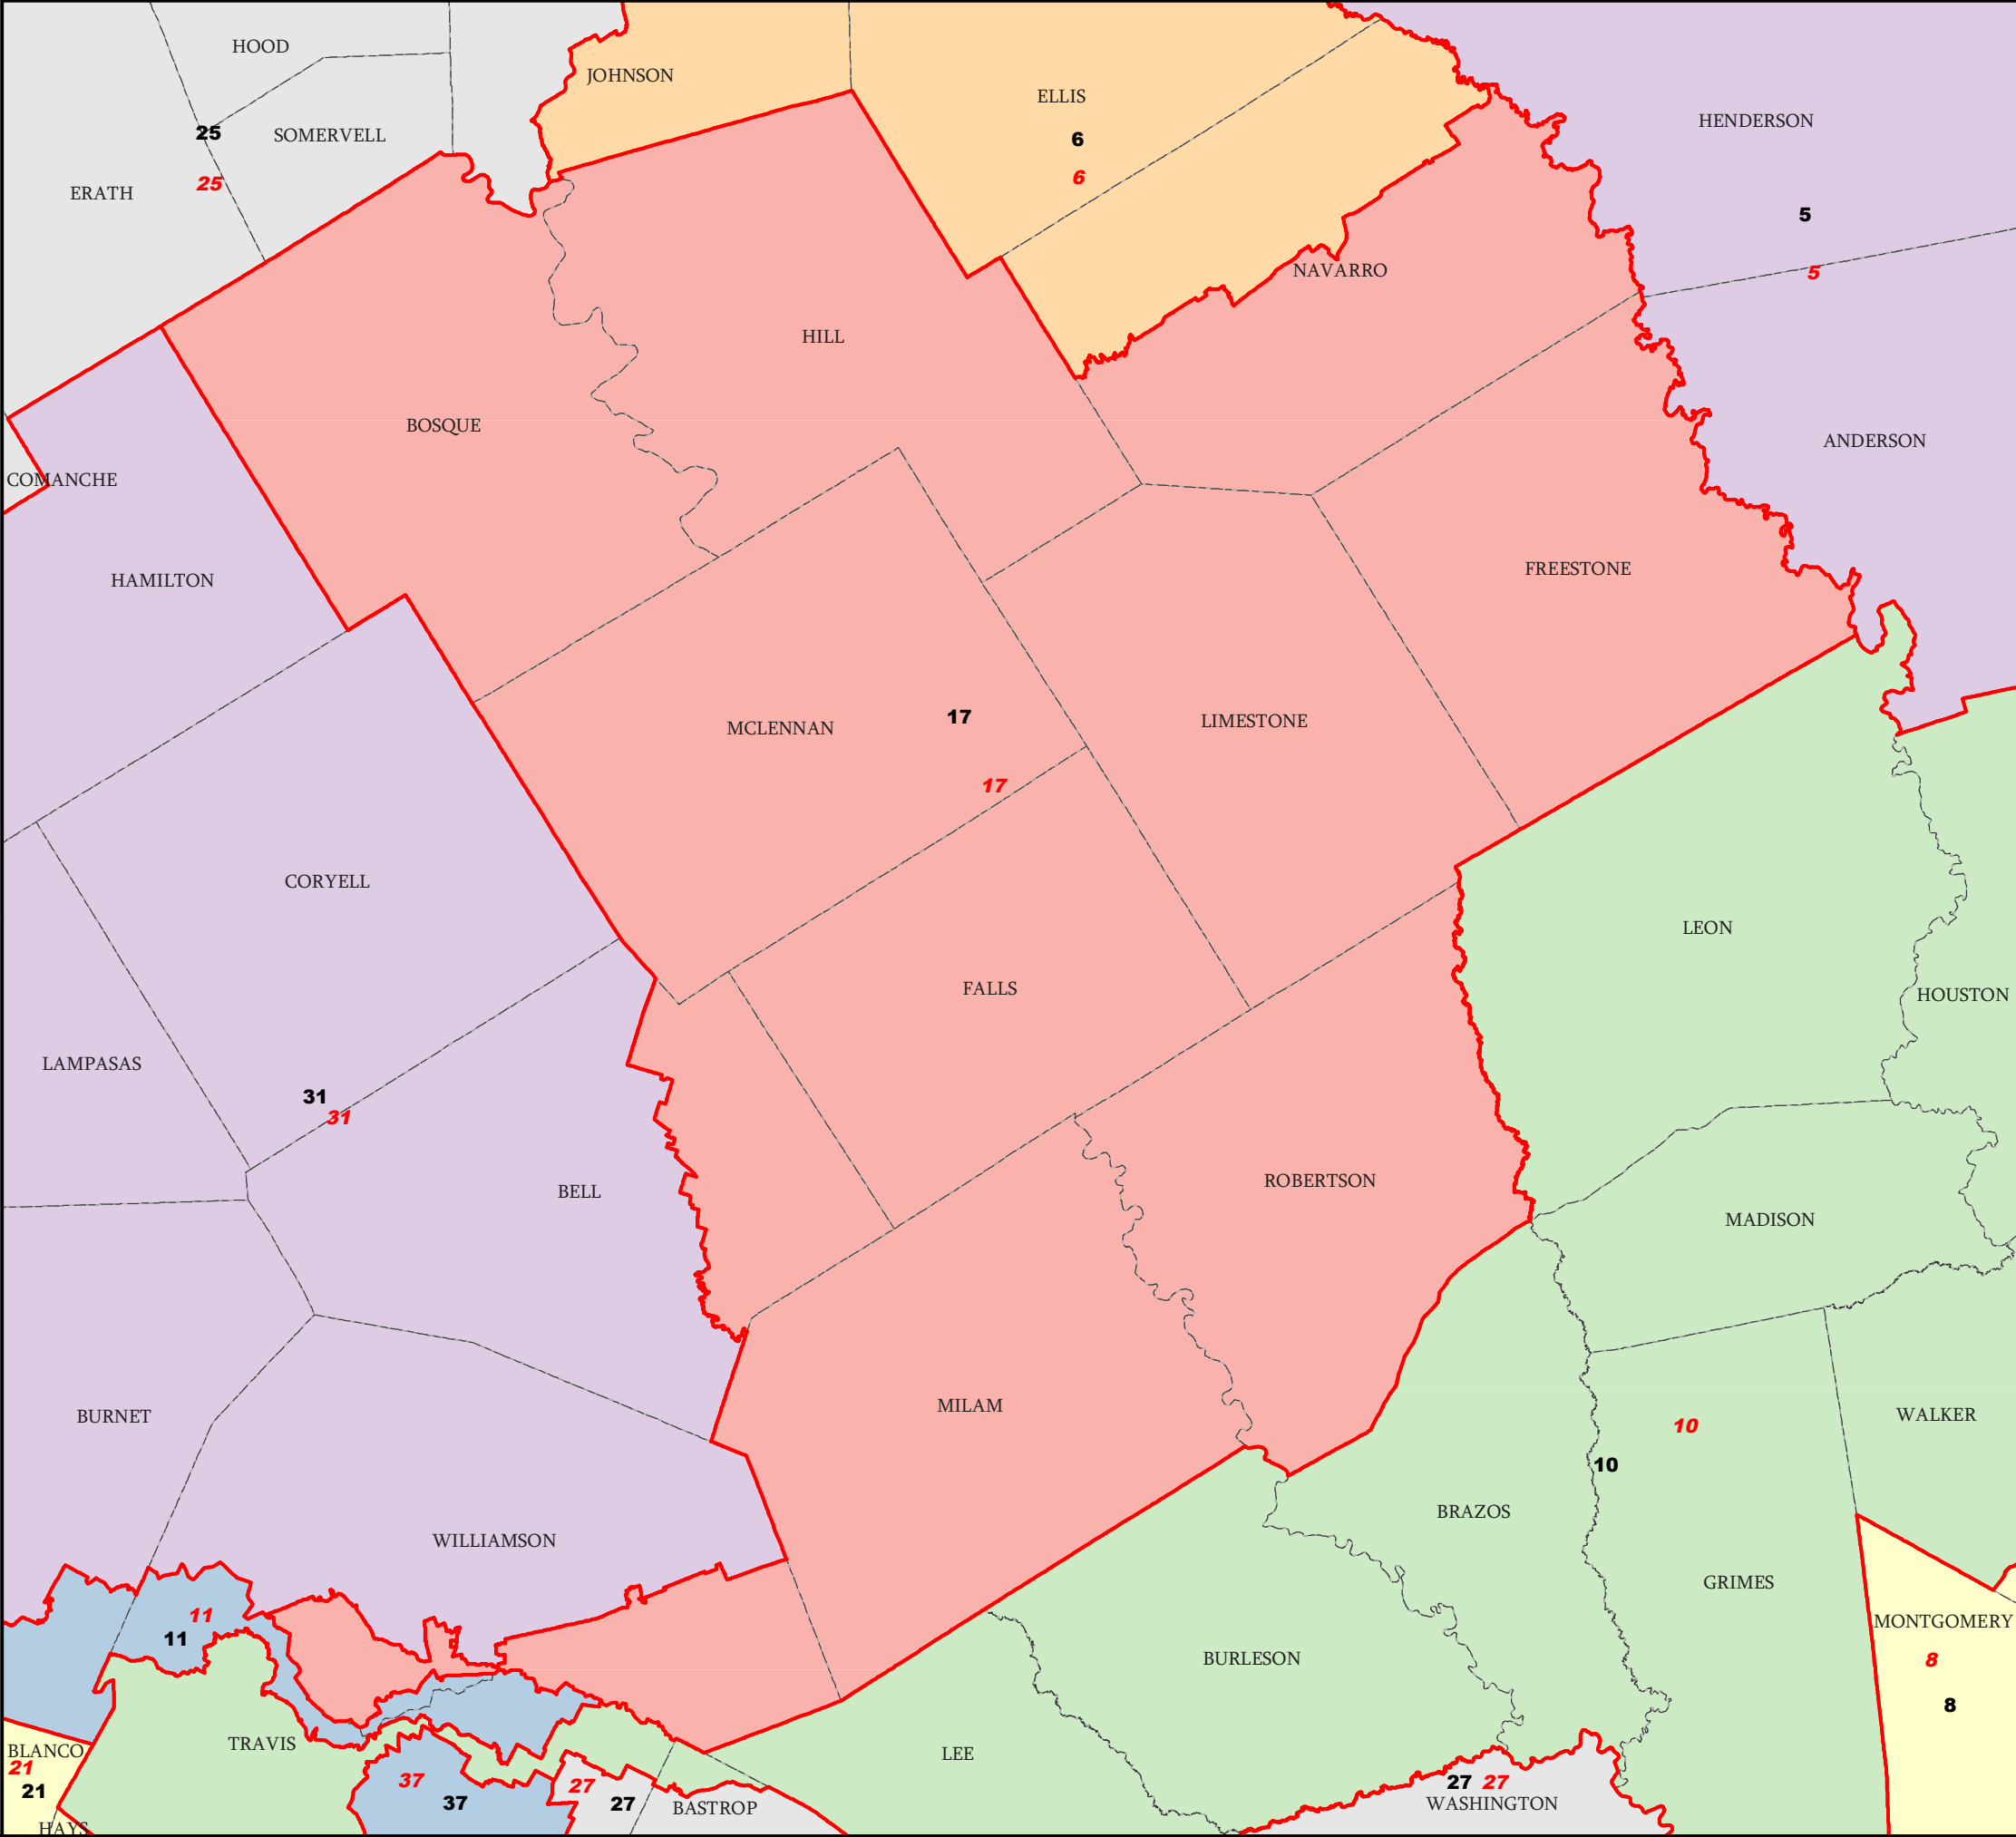 HOOD
JOHNSON
ELLIS
HENDERSON
25
SOMERVELL
6
25
6
ERATH
5
NAVARRO
5
HILL
BOSQUE
ANDERSON
COMANCHE
HAMILTON
FREESTONE
17
MCLENNAN
LIMESTONE
17
CORYELL
LEON
FALLS
HOUSTON
LAMPASAS
31
31
BELL
ROBERTSON
MADISON
BURNET
MILAM
10
WALKER
10
BRAZOS
WILLIAMSON
GRIMES
11
11
MONTGOMERY
BURLESON
8
8
TRAVIS
BLANCO
LEE
21
21
37
37
27
27
BASTROP
27
27
WASHINGTON
HAYS